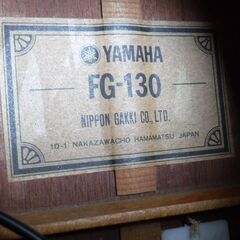 YAMAHA
FG-130
NIPPON GAKKI CO., LTD.
10-1 NAKAZAWACHO HAMAMATSU JAPAN